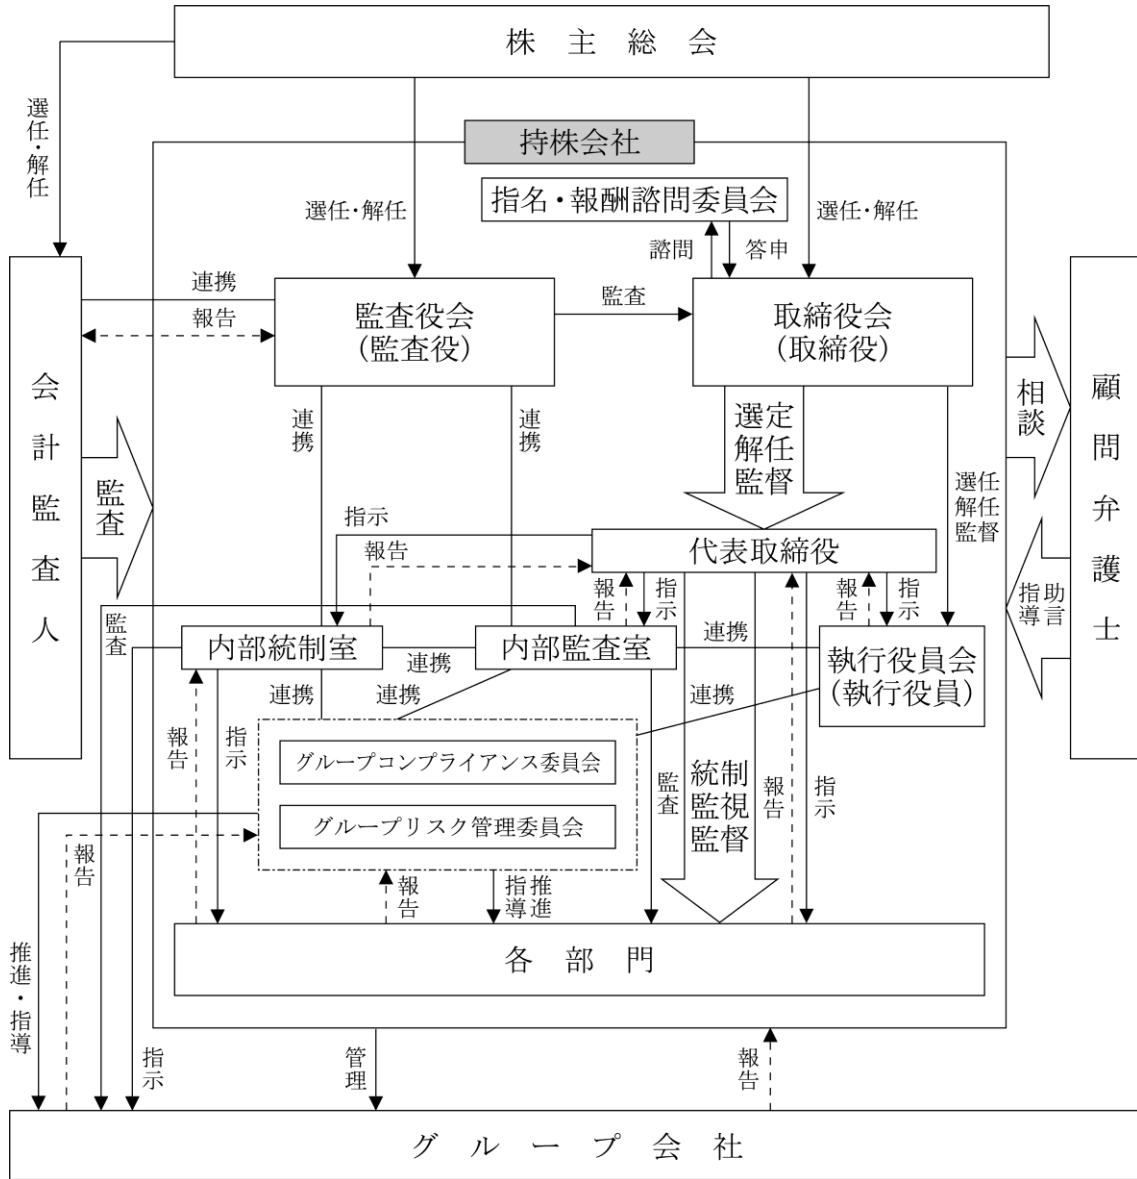 株主総会
選任・解任
持株会社
指名・報酬諮問委員会
選任・解任
選任・解任
諮問
答申
連携
報告
監査役会
(監査役)
監査
取締役会
(取締役)
会計監査人
監査
連携
連携
選定
解任
監督
選任
解任
監督
相談
顧問弁護士
助言
指導
指示
報告
代表取締役
報告
指示
報告
指示
監査
内部統制室
連携
内部監査室
連携
執行役員会
(執行役員)
連携
連携
連携
報告
指示
グループコンプライアンス委員会
グループリスク管理委員会
監査
統制
監視
監督
報告
指示
報告
報告
推進
指導
各部門
推進・指導
指示
管理
報告
グループ会社